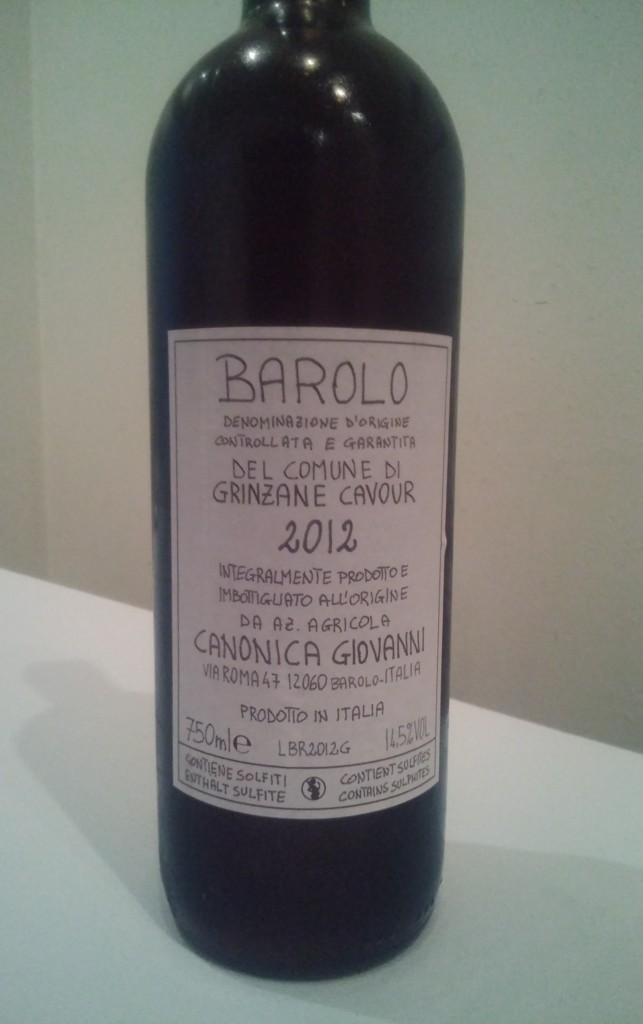 BAROLO
DENOMINAZIONE D'ORIGINE
CONTROLLATA E GARANTITA
DEL COMUNE DI
GRINZANE CAVOUR
2012
INTEGRALMENTE PRODOTTO E
IMBOTTIGLIATO ALL'ORIGINE
DA AZ. AGRICOLA
CANONICA GIOVANNI
VIA ROMA 47 12060 BAROLO-ITALIA
PRODOTTO IN ITALIA
750ml e LBR2012G 14,5% VOL
CONTIENE SOLFITI CONTIENT SULFITES
ENTHALT SULFITE CONTAINS SULPHITES